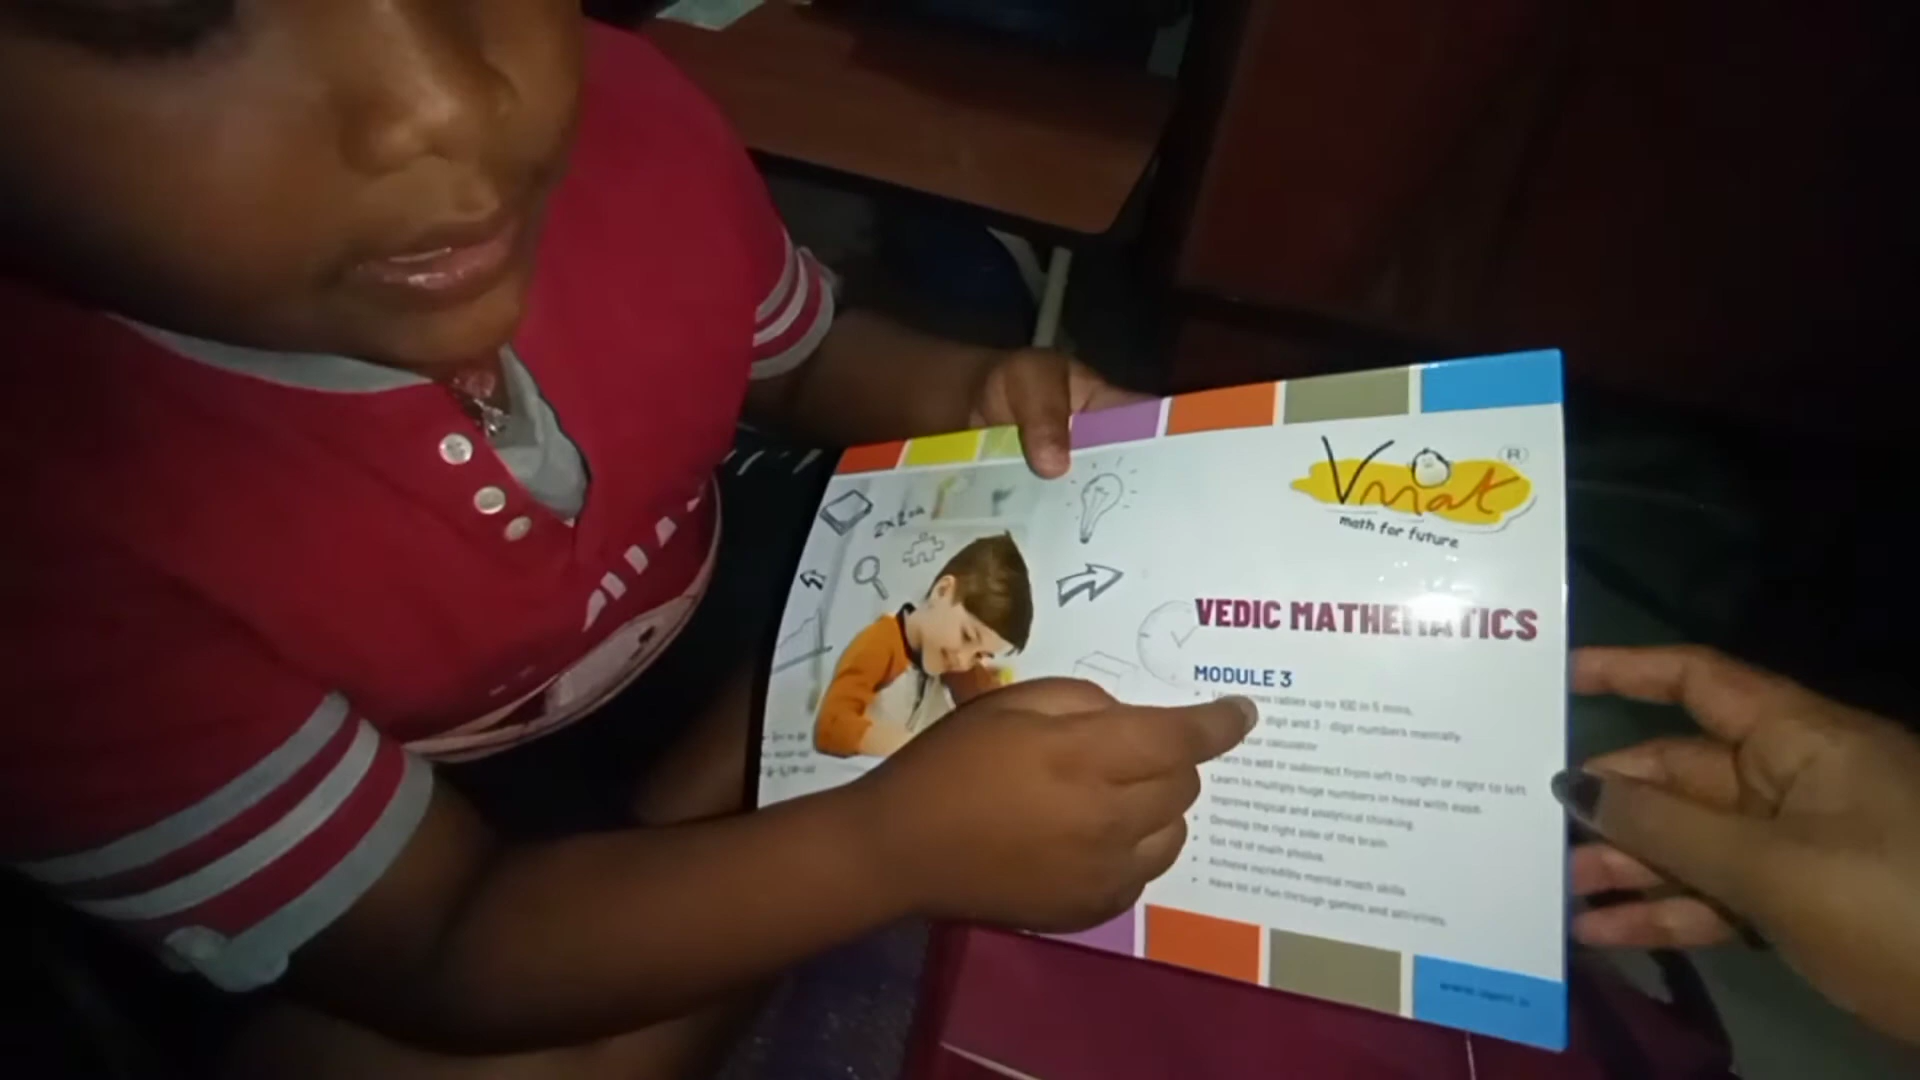 Vmat
®
math for future
VEDIC MATHEMATICS
MODULE 3
tables up to 100 in 5 mins.
digit and 3 - digit numbers mentally
calculator
to add or subtract from left to right or right to left
Learn to multiply huge numbers in head with ease.
Improve logical and analytical thinking
Develop the right side of the brain
Get rid of math phobia
Achieve incredible mental math skills
Have lot of fun through games and activities